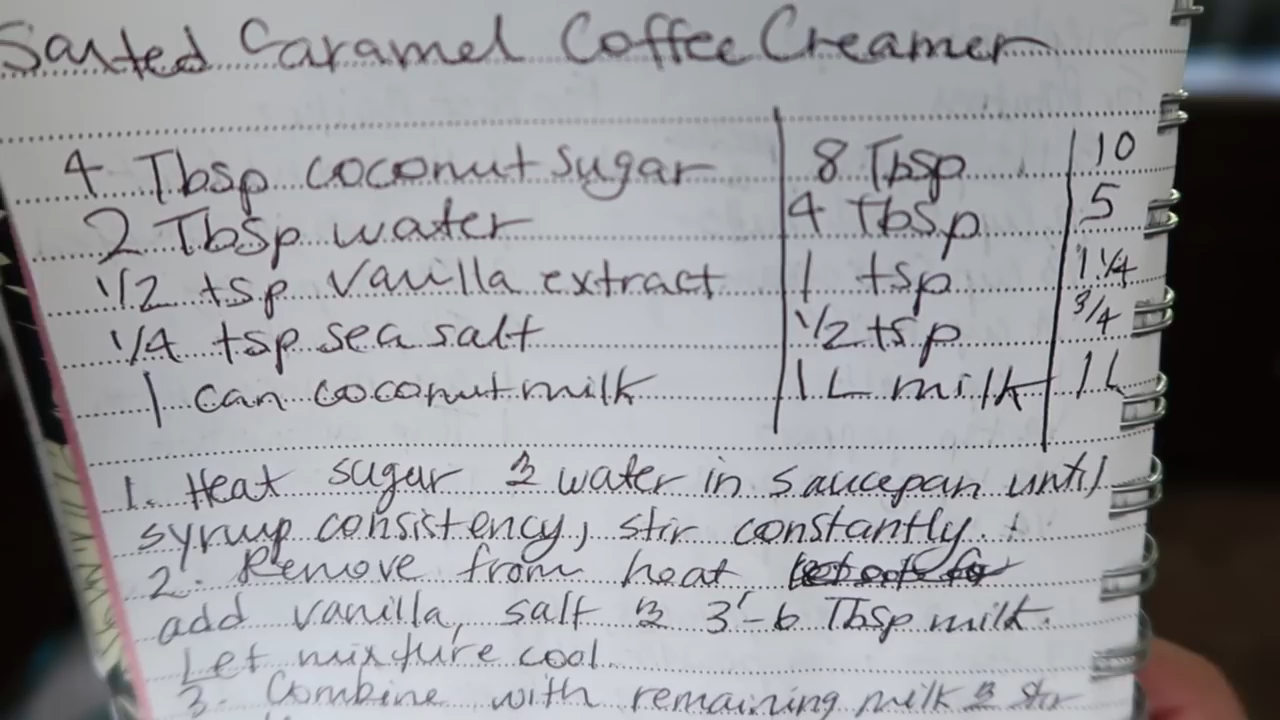 Salted Caramel Coffee Creamer
4 Tbsp coconut sugar 8 Tbsp 10
2 Tbsp water 4 Tbsp 5
1/2 tsp vanilla extract 1 tsp 1 1/4
1/4 tsp sea salt 1/2 tsp 3/4
1 can coconut milk 1 L milk 1 L
1. Heat sugar & water in saucepan until
syrup consistency, stir constantly.
2. Remove from heat
add vanilla, salt & 3-6 Tbsp milk.
Let mixture cool.
3. Combine with remaining milk &